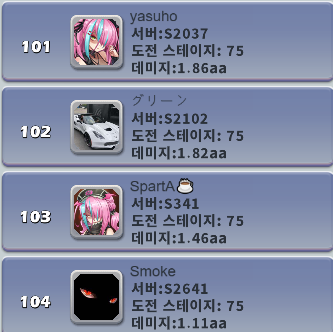 101
yasuho
서버:S2037
도전 스테이지: 75
데미지:1.86aa
102
グリーン
서버:S2102
도전 스테이지: 75
데미지:1.82aa
103
SpartA☕
서버:S341
도전 스테이지: 75
데미지:1.46aa
104
Smoke
서버:S2641
도전 스테이지: 75
데미지:1.11aa